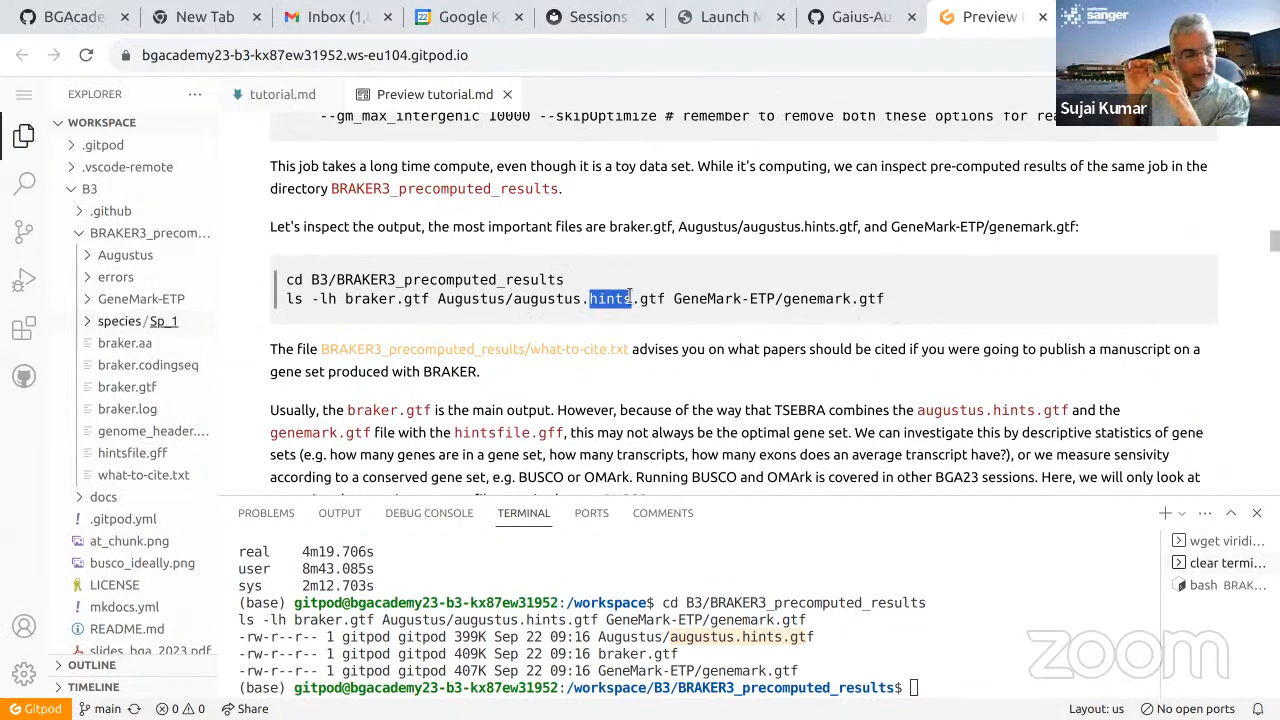 BGAcade
New Tab
Inbox (1,
Google K
Sessions
Launch M
Gaius-Au
Preview
bgacademy23-b3-kx87ew31952.ws-eu104.gitpod.io
sanger
institute
Sujai Kumar
EXPLORER
tutorial.md
Preview tutorial.md
WORKSPACE
.gitpod
.vscode-remote
B3
.github
BRAKER3_precom...
Augustus
errors
GeneMark-ETP
species/Sp_1
braker.aa
braker.codingseq
braker.gtf
braker.log
genome_header....
hintsfile.gff
what-to-cite.txt
docs
.gitpod.yml
at_chunk.png
busco_ideally.png
LICENSE
mkdocs.yml
README.md
slides_bga_2023.pdf
OUTLINE
TIMELINE
--gm_max_intergenic 10000 --skipOptimize # remember to remove both these options for rea
This job takes a long time compute, even though it is a toy data set. While it's computing, we can inspect pre-computed results of the same job in the
directory BRAKER3_precomputed_results.
Let's inspect the output, the most important files are braker.gtf, Augustus/augustus.hints.gtf, and GeneMark-ETP/genemark.gtf:
cd B3/BRAKER3_precomputed_results
ls -lh braker.gtf Augustus/augustus.hints.gtf GeneMark-ETP/genemark.gtf
The file BRAKER3_precomputed_results/what-to-cite.txt advises you on what papers should be cited if you were going to publish a manuscript on a
gene set produced with BRAKER.
Usually, the braker.gtf is the main output. However, because of the way that TSEBRA combines the augustus.hints.gtf and the
genemark.gtf file with the hintsfile.gff, this may not always be the optimal gene set. We can investigate this by descriptive statistics of gene
sets (e.g. how many genes are in a gene set, how many transcripts, how many exons does an average transcript have?), or we measure sensivity
according to a conserved gene set, e.g. BUSCO or OMArk. Running BUSCO and OMArk is covered in other BGA23 sessions. Here, we will only look at
PROBLEMS
OUTPUT
DEBUG CONSOLE
TERMINAL
PORTS
COMMENTS
real 4m19.706s
user 8m43.085s
sys 2m12.703s
(base) gitpod@bgacademy23-b3-kx87ew31952:/workspace$ cd B3/BRAKER3_precomputed_results
ls -lh braker.gtf Augustus/augustus.hints.gtf GeneMark-ETP/genemark.gtf
-rw-r--r-- 1 gitpod gitpod 399K Sep 22 09:16 Augustus/augustus.hints.gtf
-rw-r--r-- 1 gitpod gitpod 409K Sep 22 09:16 braker.gtf
-rw-r--r-- 1 gitpod gitpod 407K Sep 22 09:16 GeneMark-ETP/genemark.gtf
(base) gitpod@bgacademy23-b3-kx87ew31952:/workspace/B3/BRAKER3_precomputed_results$
wget viridi...
clear termi...
bash BRAK...
zoom
Gitpod
main
0 0
Share
Layout: us
No open ports